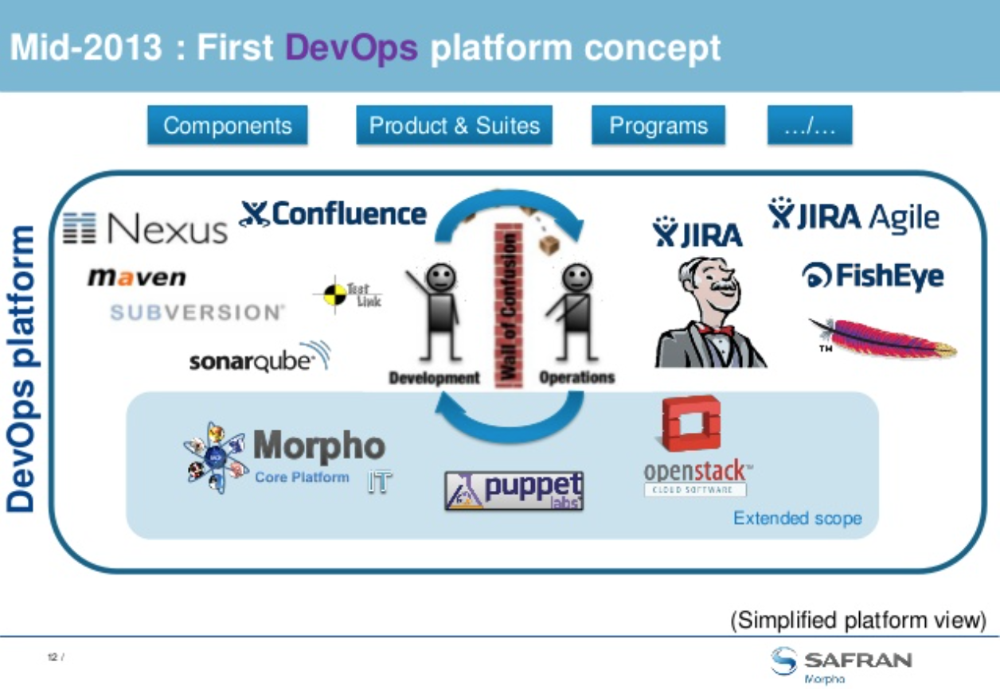 Mid-2013 : First DevOps platform concept
Components
Product & Suites
Programs
.../...
DevOps platform
Nexus
Confluence
maven
SUBVERSION®
Test
Link
sonarqube
Wall of Confusion
Development
Operations
JIRA
JIRA Agile
FishEye
TM
Morpho
Core Platform
IT
puppet
labs
openstack™
CLOUD SOFTWARE
Extended scope
(Simplified platform view)
12 /
SAFRAN
Morpho